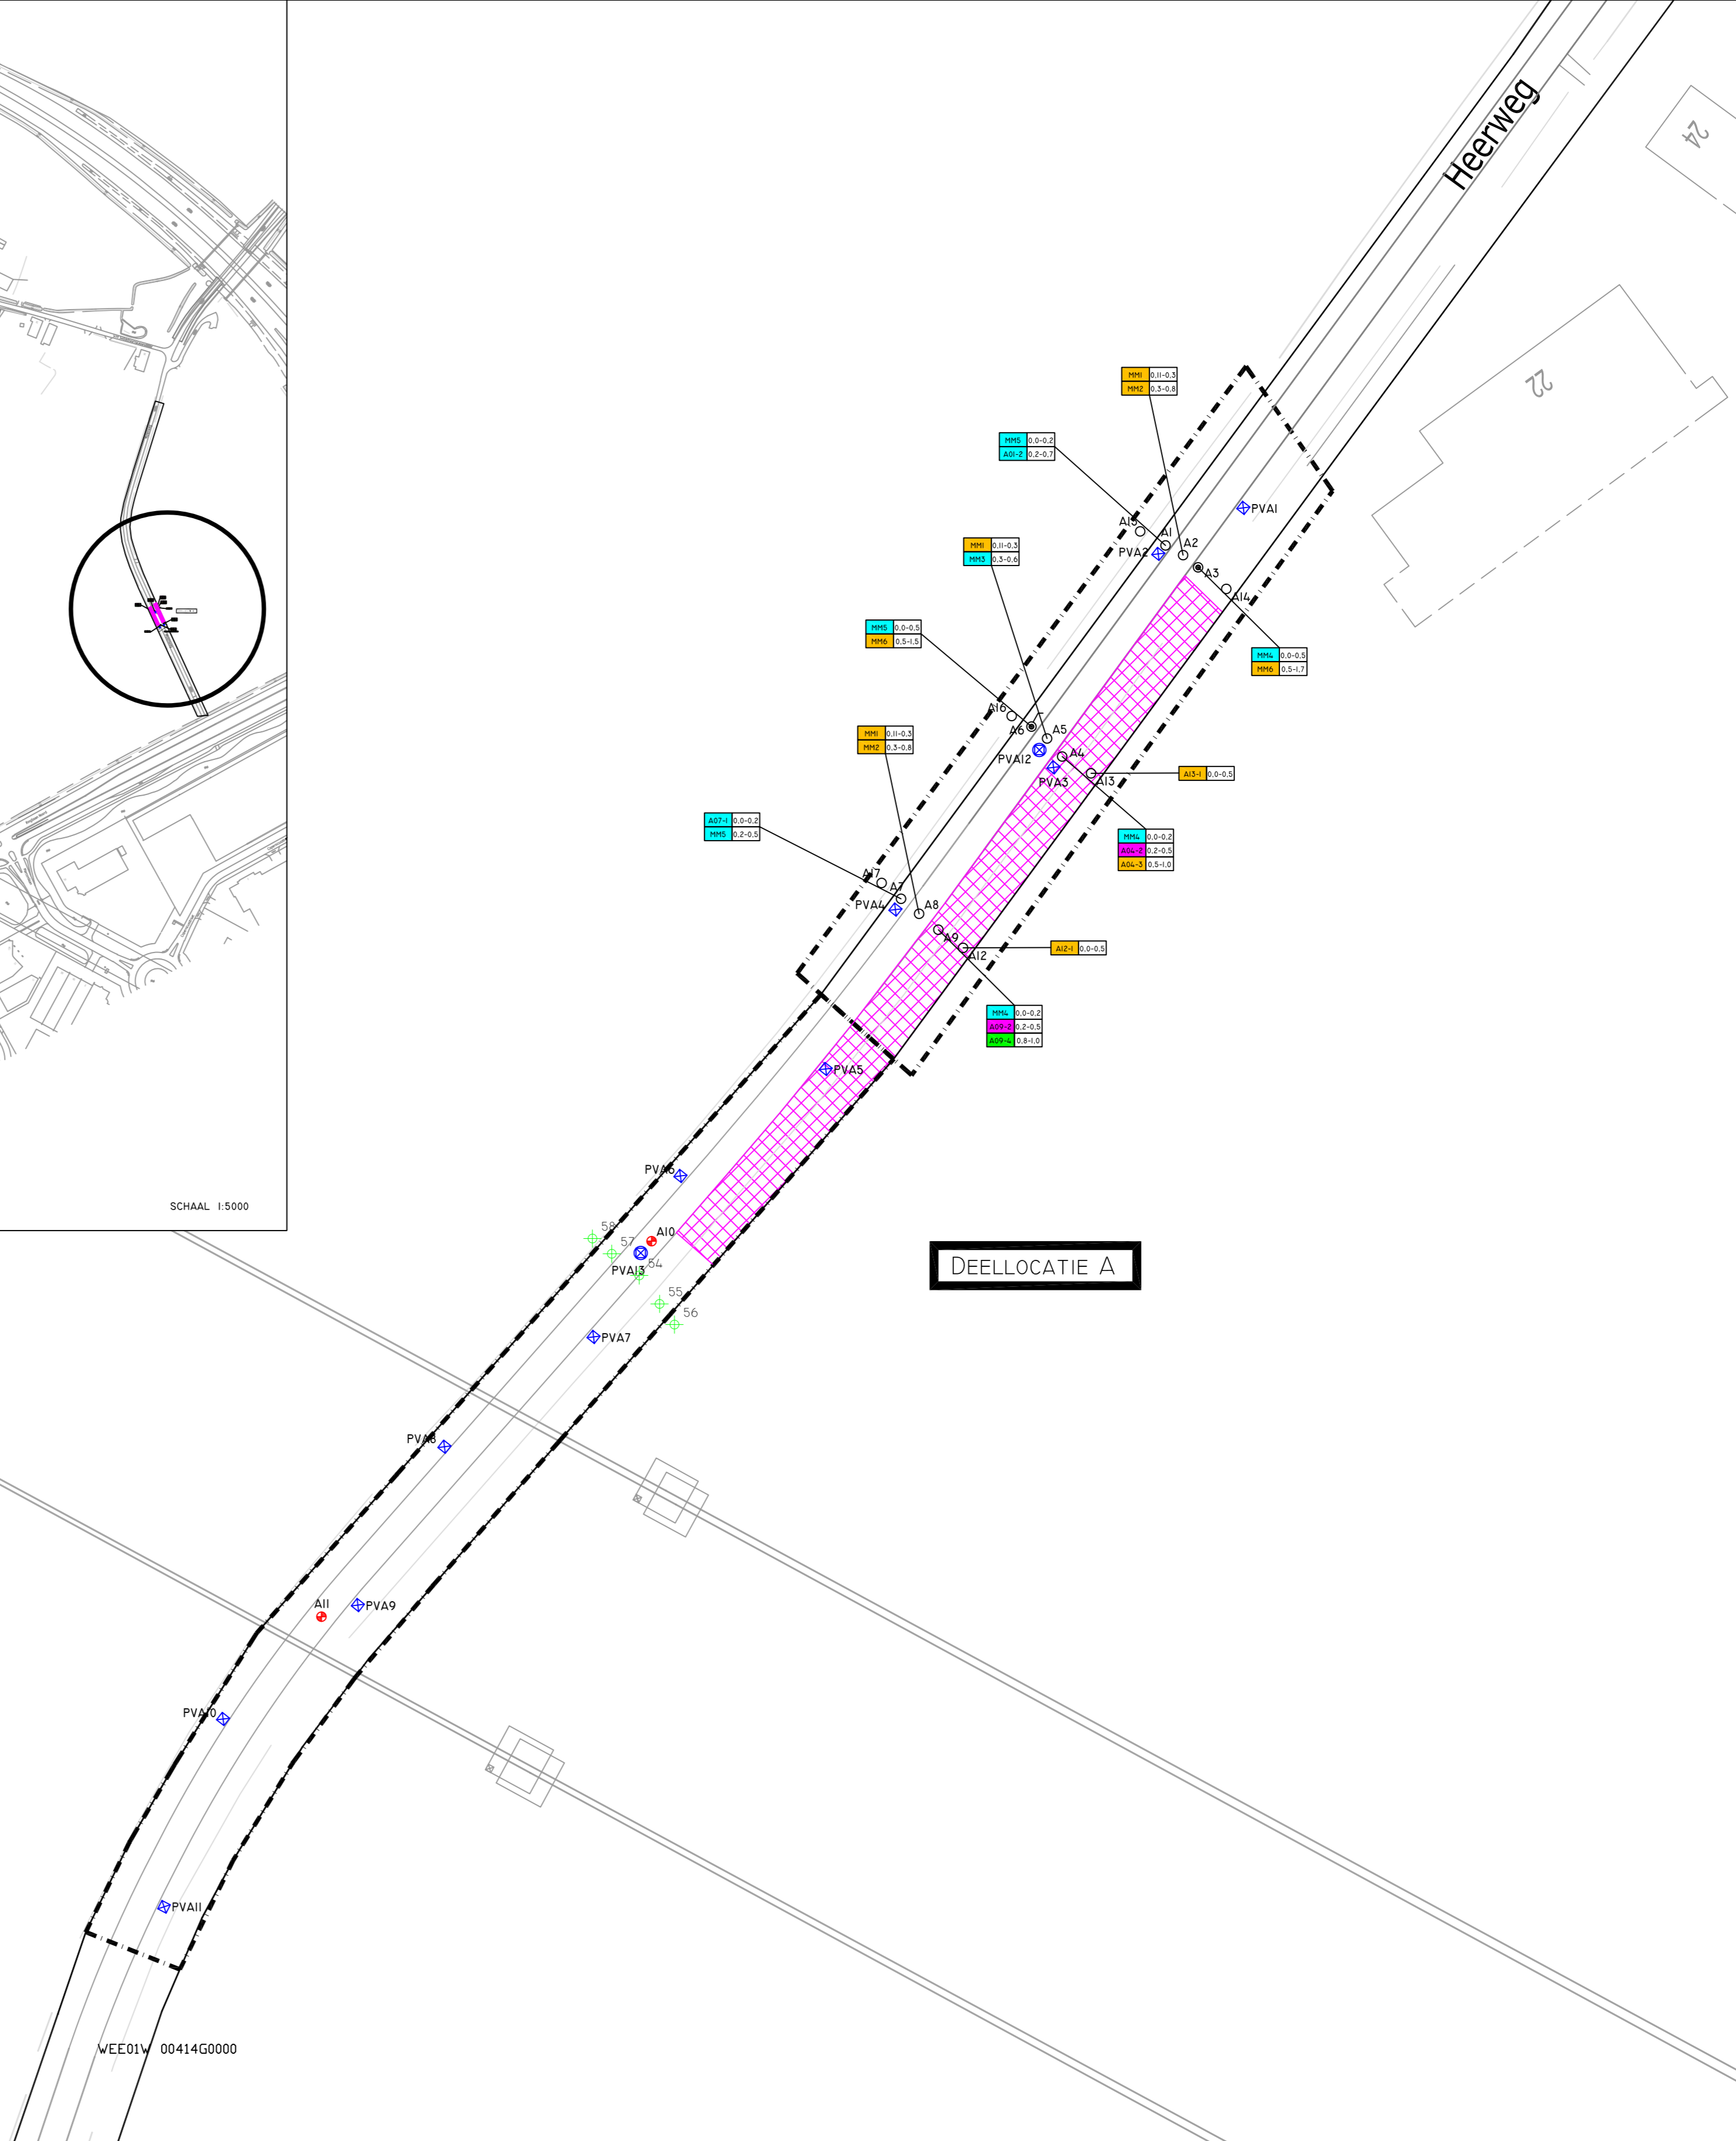 Heerweg
24
22
MM1 0,11-0,3
MM2 0,3-0,8
MM5 0,0-0,2
A01-2 0,2-0,7
PVA1
A15
A1
A2
PVA2
A3
A14
MM1 0,11-0,3
MM3 0,3-0,6
MM5 0,0-0,5
MM6 0,5-1,5
MM4 0,0-0,5
MM6 0,5-1,7
A16
A6
A5
PVA12
A4
PVA3
A13
A13-1 0,0-0,5
MM1 0,11-0,3
MM2 0,3-0,8
A07-1 0,0-0,2
MM5 0,2-0,5
MM4 0,0-0,2
A04-2 0,2-0,5
A04-3 0,5-1,0
A17
A7
PVA4
A8
A9
A12
A12-1 0,0-0,5
MM4 0,0-0,2
A09-2 0,2-0,5
A09-4 0,8-1,0
PVA5
PVA6
SCHAAL 1:5000
58
57
A10
PVA13
54
55
56
DEELLOCATIE A
PVA7
PVA8
A11
PVA9
PVA10
PVA11
WEE01W 00414G0000